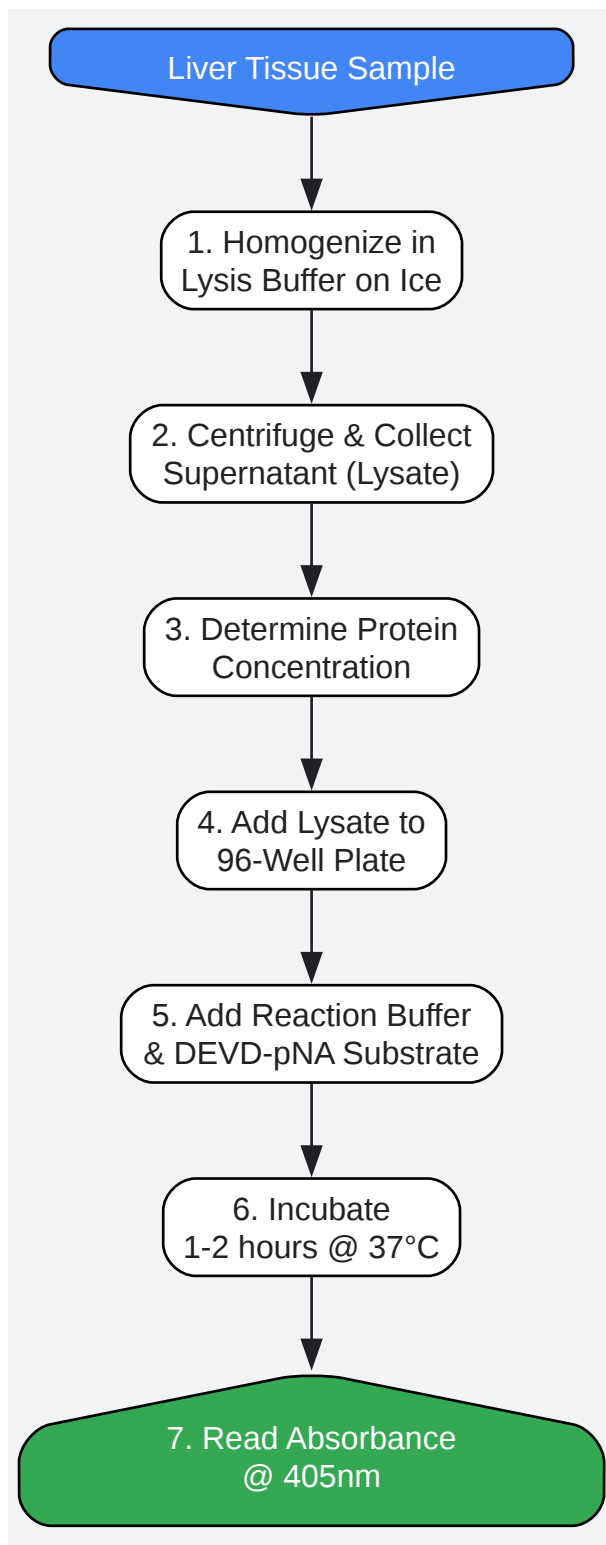 Liver Tissue Sample
1. Homogenize in
Lysis Buffer on Ice
2. Centrifuge & Collect
Supernatant (Lysate)
3. Determine Protein
Concentration
4. Add Lysate to
96-Well Plate
5. Add Reaction Buffer
& DEVD-pNA Substrate
6. Incubate
1-2 hours @ 37°C
7. Read Absorbance
@ 405nm